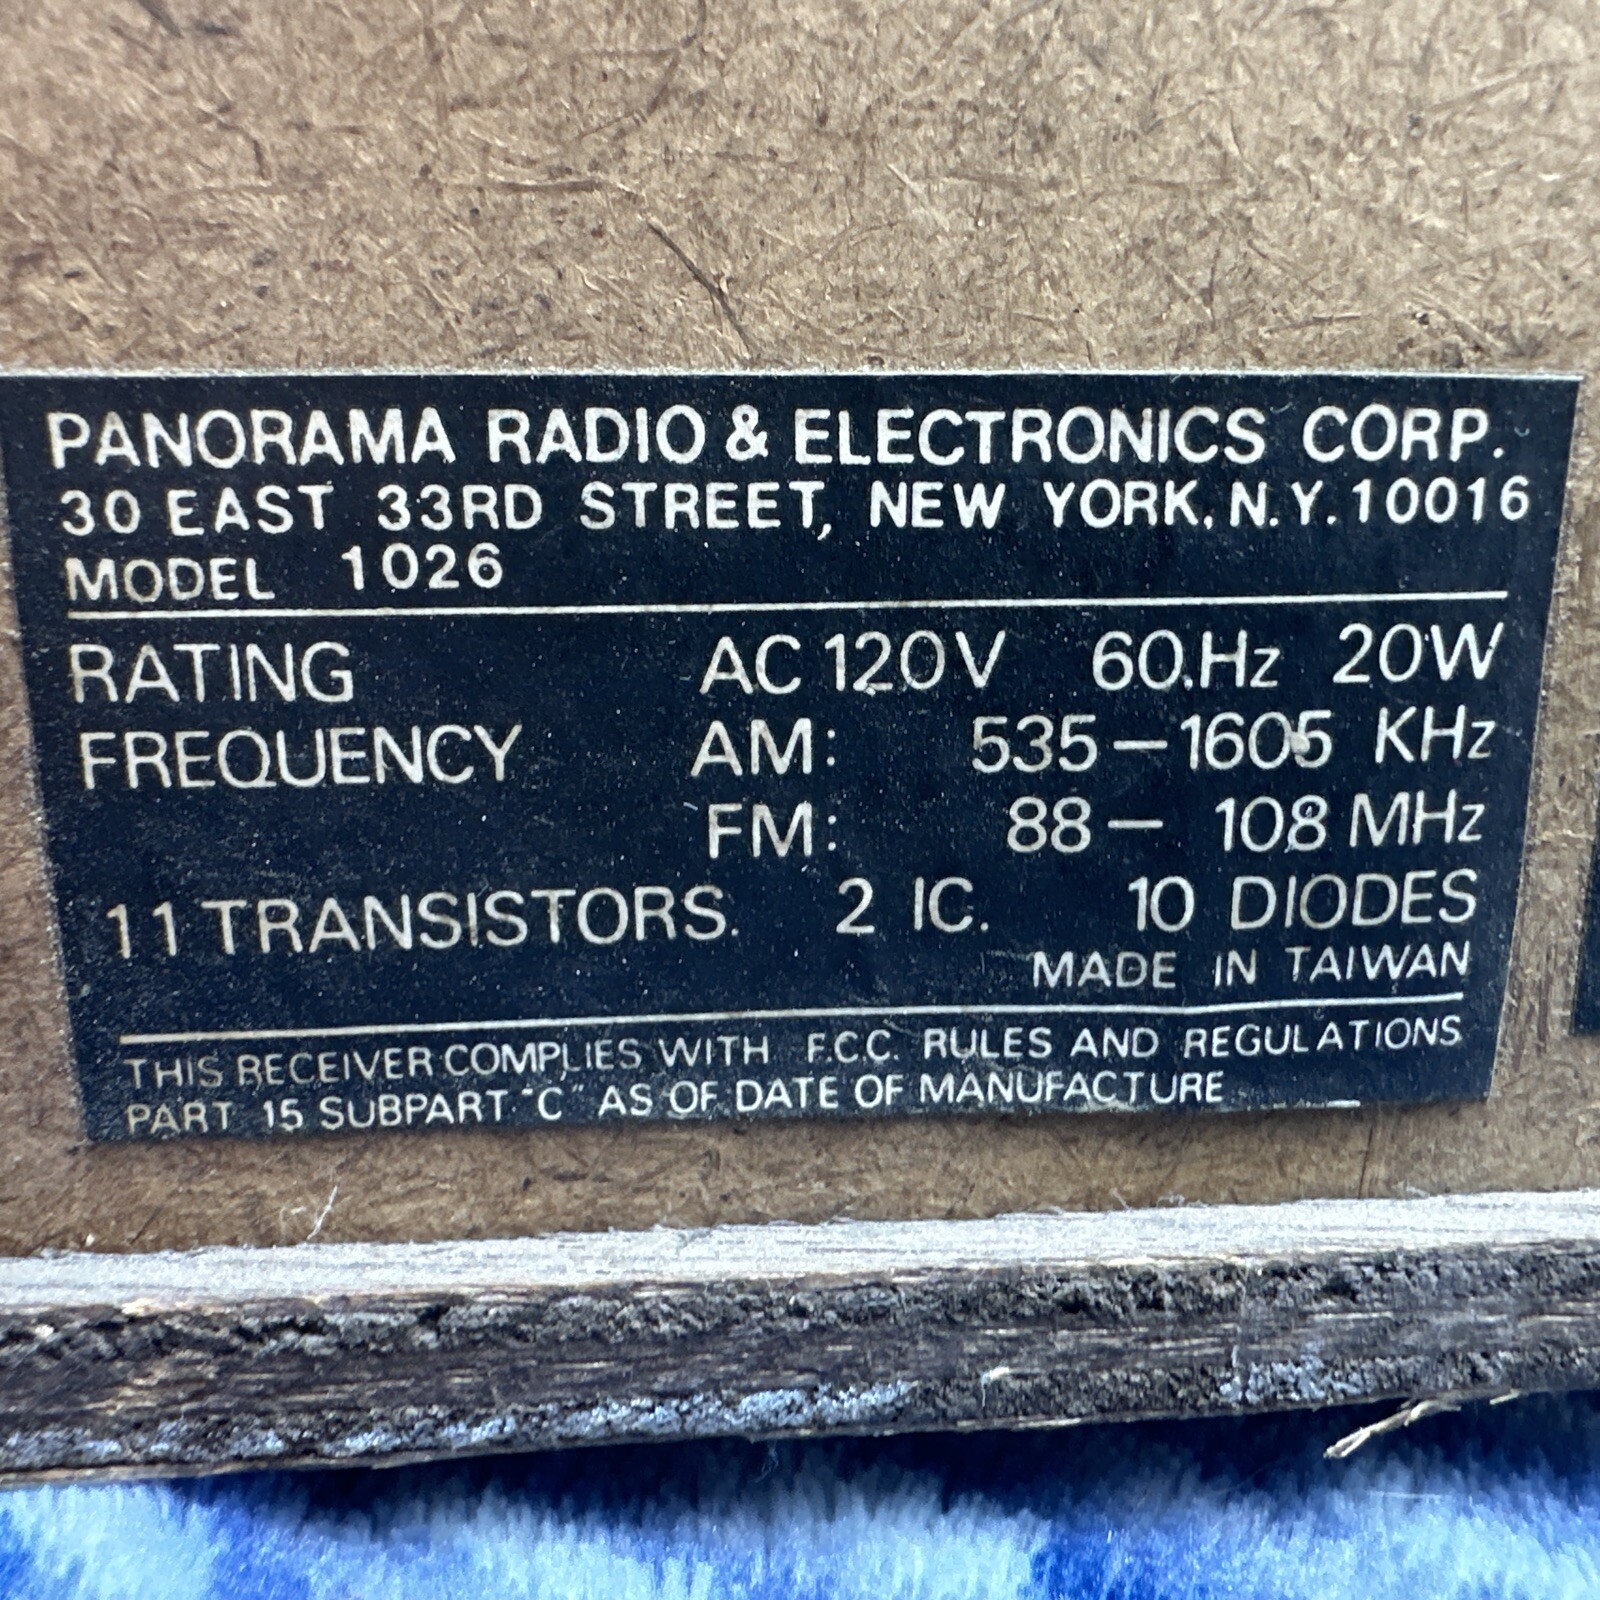 PANORAMA RADIO & ELECTRONICS CORP.
30 EAST 33RD STREET, NEW YORK, N.Y. 10016
MODEL 1026
RATING AC 120V 60.Hz 20W
FREQUENCY AM: 535-1605 KHz
FM: 88- 108 MHz
11 TRANSISTORS. 2 IC. 10 DIODES
MADE IN TAIWAN
THIS RECEIVER COMPLIES WITH F.C.C. RULES AND REGULATIONS
PART 15 SUBPART "C" AS OF DATE OF MANUFACTURE